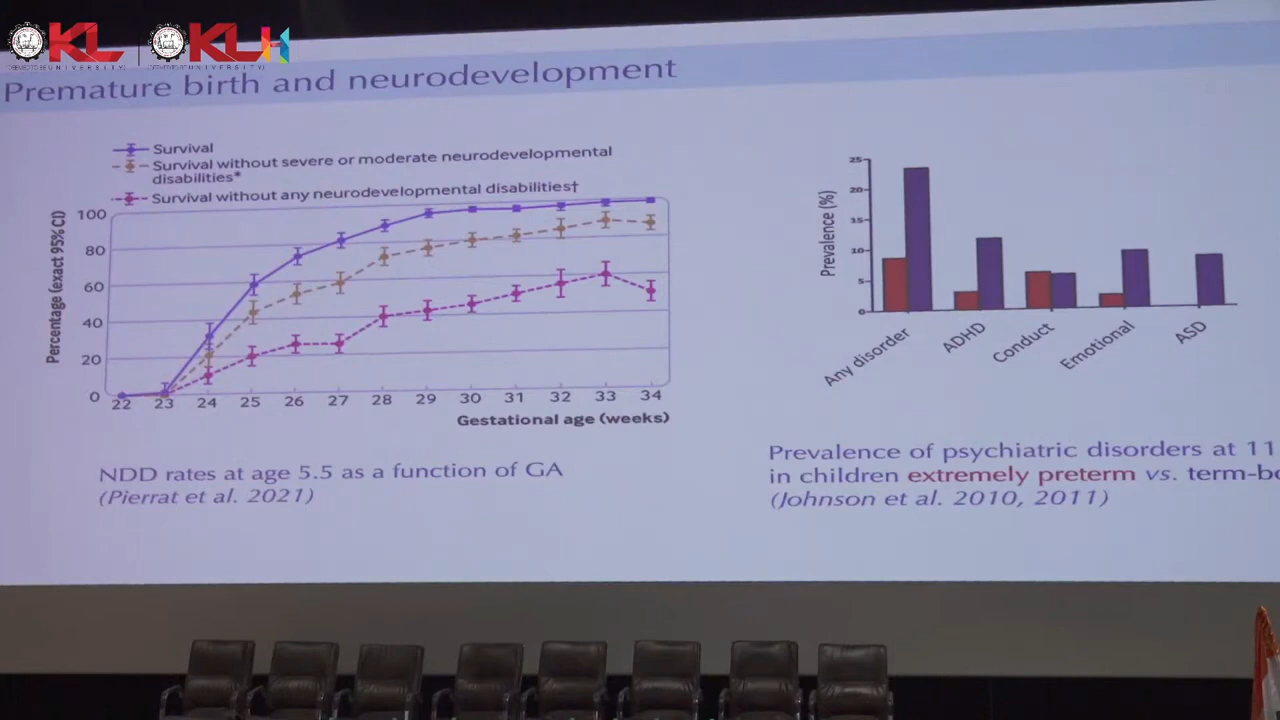 KL
UNIVERSITY
KLH
UNIVERSITY
Premature birth and neurodevelopment
Survival
Survival without severe or moderate neurodevelopmental
disabilities*
Survival without any neurodevelopmental disabilities†
Percentage (exact 95% CI)
100
80
60
40
20
0
22 23 24 25 26 27 28 29 30 31 32 33 34
Gestational age (weeks)
NDD rates at age 5.5 as a function of GA
(Pierrat et al. 2021)
Prevalence (%)
25
20
15
10
5
0
Any disorder
ADHD
Conduct
Emotional
ASD
Prevalence of psychiatric disorders at 11
in children extremely preterm vs. term-bo
(Johnson et al. 2010, 2011)